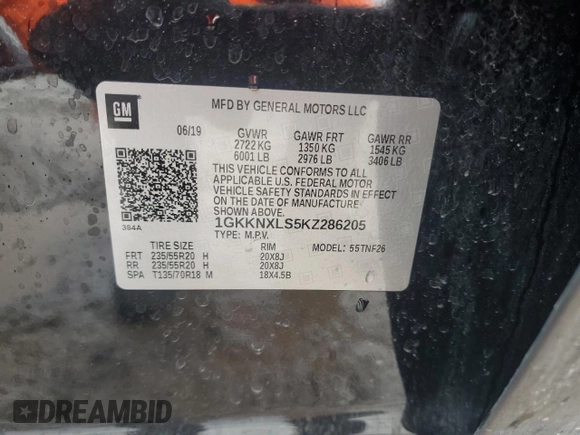 GM
MFD BY GENERAL MOTORS LLC
06/19 GVWR GAWR FRT GAWR RR
2722 KG 1350 KG 1545 KG
6001 LB 2976 LB 3406 LB
THIS VEHICLE CONFORMS TO ALL
APPLICABLE U.S. FEDERAL MOTOR
VEHICLE SAFETY STANDARDS IN EFFECT
ON THE DATE OF MANUFACTURE
SHOWN ABOVE.
384A
1GKKNXLS5KZ286205
TYPE: M.P.V. MODEL: 55TNF26
TIRE SIZE RIM
FRT 235/55R20 H 20X8J
RR 235/55R20 H 20X8J
SPA T135/70R18 M 18X4.5B
DREAMBID